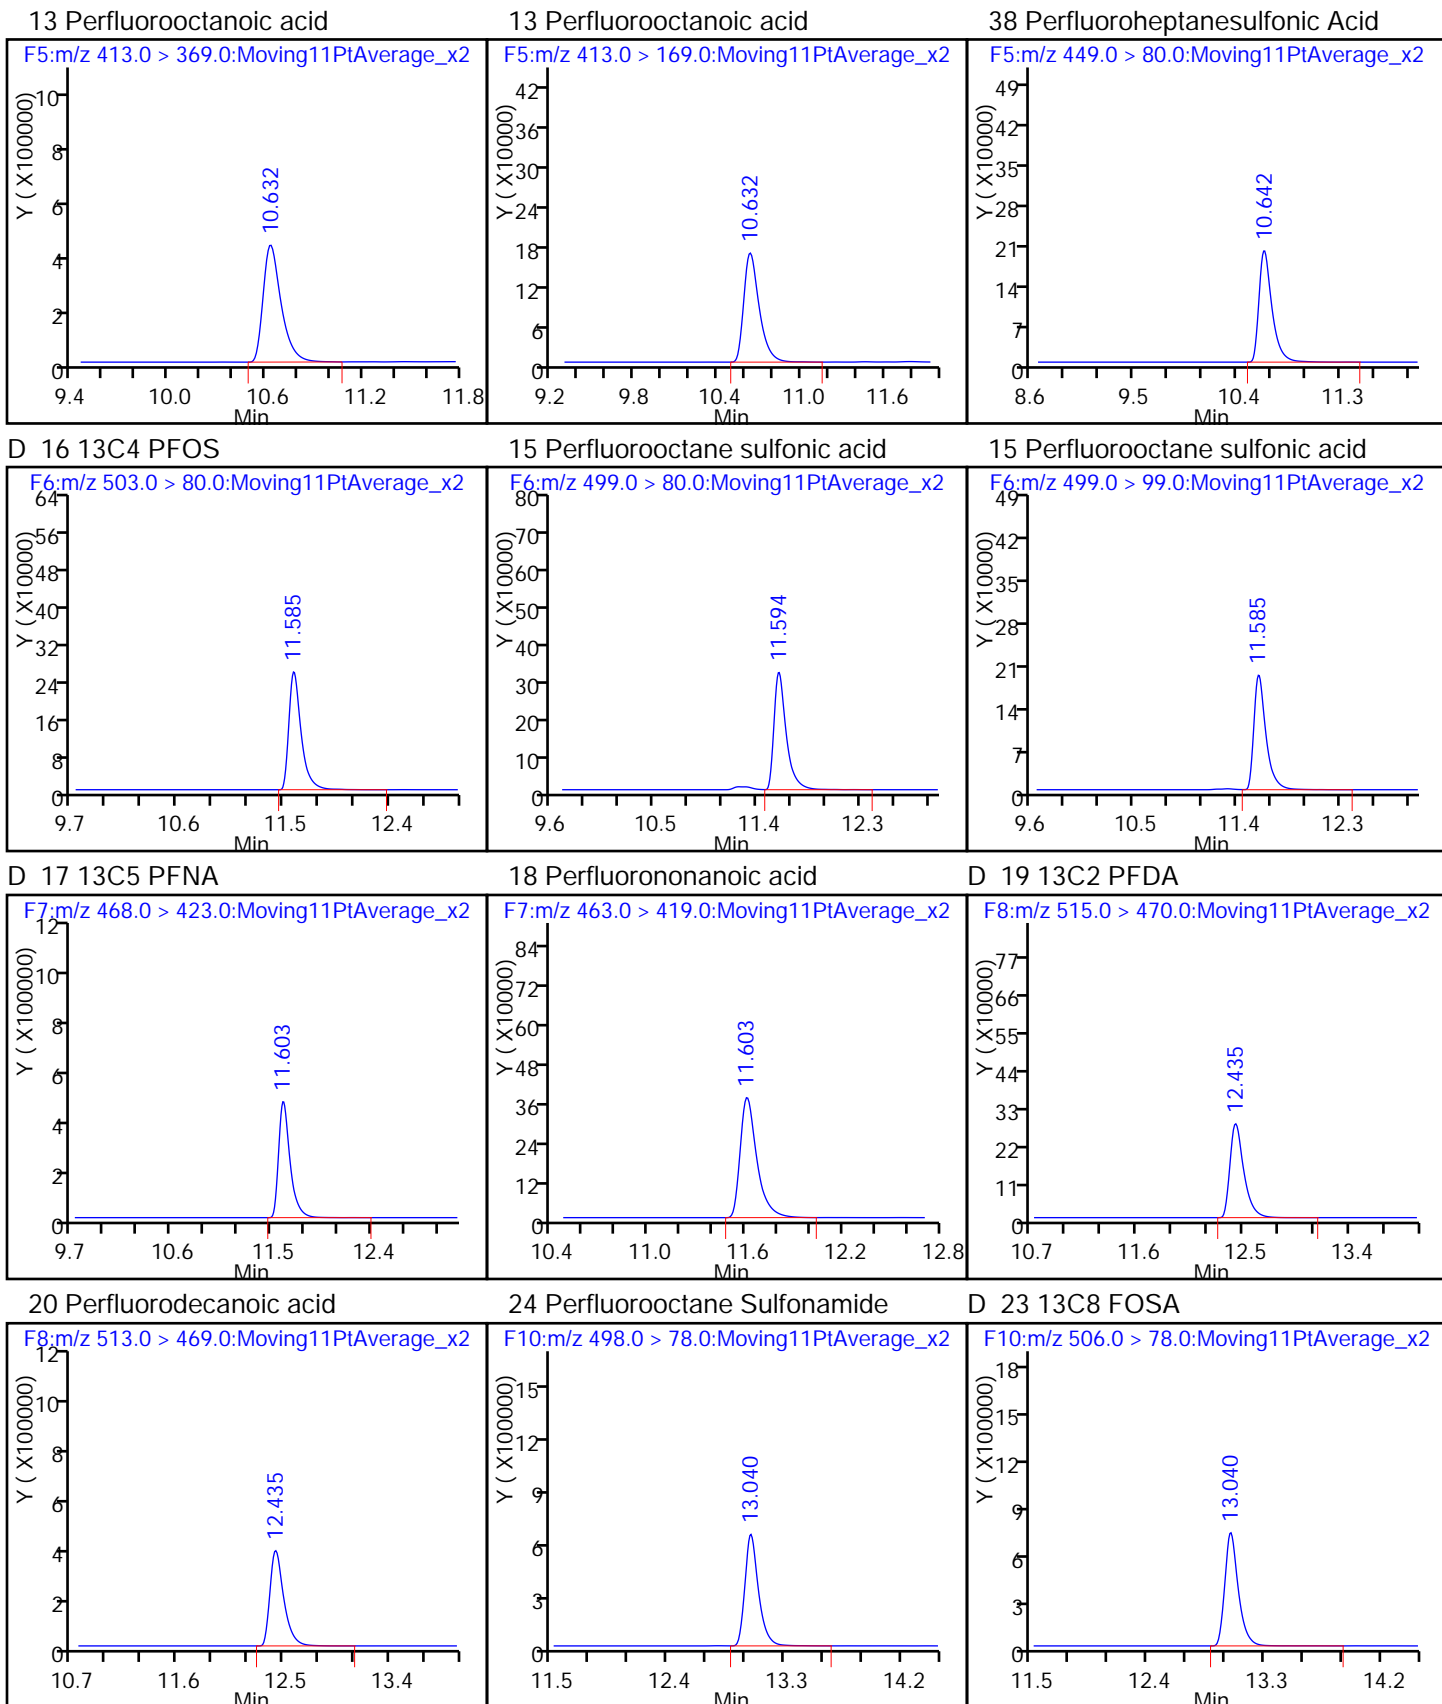 13 Perfluorooctanoic acid
F5:m/z 413.0 > 369.0:Moving11PtAverage_x2
Y ( X100000)
10
8
6
4
2
0
10.632
9.4 10.0 10.6 11.2 11.8
Min
13 Perfluorooctanoic acid
F5:m/z 413.0 > 169.0:Moving11PtAverage_x2
Y ( X10000)
42
36
30
24
18
12
6
0
10.632
9.2 9.8 10.4 11.0 11.6
Min
38 Perfluoroheptanesulfonic Acid
F5:m/z 449.0 > 80.0:Moving11PtAverage_x2
Y ( X10000)
49
42
35
28
21
14
7
0
10.642
8.6 9.5 10.4 11.3
Min
D 16 13C4 PFOS
F6:m/z 503.0 > 80.0:Moving11PtAverage_x2
Y ( X10000)
64
56
48
40
32
24
16
8
0
11.585
9.7 10.6 11.5 12.4
Min
15 Perfluorooctane sulfonic acid
F6:m/z 499.0 > 80.0:Moving11PtAverage_x2
Y ( X10000)
80
70
60
50
40
30
20
10
0
11.594
9.6 10.5 11.4 12.3
Min
15 Perfluorooctane sulfonic acid
F6:m/z 499.0 > 99.0:Moving11PtAverage_x2
Y ( X10000)
49
42
35
28
21
14
7
0
11.585
9.6 10.5 11.4 12.3
Min
D 17 13C5 PFNA
F7:m/z 468.0 > 423.0:Moving11PtAverage_x2
Y ( X100000)
12
10
8
6
4
2
0
11.603
9.7 10.6 11.5 12.4
Min
18 Perfluorononanoic acid
F7:m/z 463.0 > 419.0:Moving11PtAverage_x2
Y ( X10000)
84
72
60
48
36
24
12
0
11.603
10.4 11.0 11.6 12.2 12.8
Min
D 19 13C2 PFDA
F8:m/z 515.0 > 470.0:Moving11PtAverage_x2
Y ( X10000)
77
66
55
44
33
22
11
0
12.435
10.7 11.6 12.5 13.4
Min
20 Perfluorodecanoic acid
F8:m/z 513.0 > 469.0:Moving11PtAverage_x2
Y ( X100000)
12
10
8
6
4
2
0
12.435
10.7 11.6 12.5 13.4
Min
24 Perfluorooctane Sulfonamide
F10:m/z 498.0 > 78.0:Moving11PtAverage_x2
Y ( X100000)
15
12
9
6
3
0
13.040
11.5 12.4 13.3 14.2
Min
D 23 13C8 FOSA
F10:m/z 506.0 > 78.0:Moving11PtAverage_x2
Y ( X100000)
18
15
12
9
6
3
0
13.040
11.5 12.4 13.3 14.2
Min